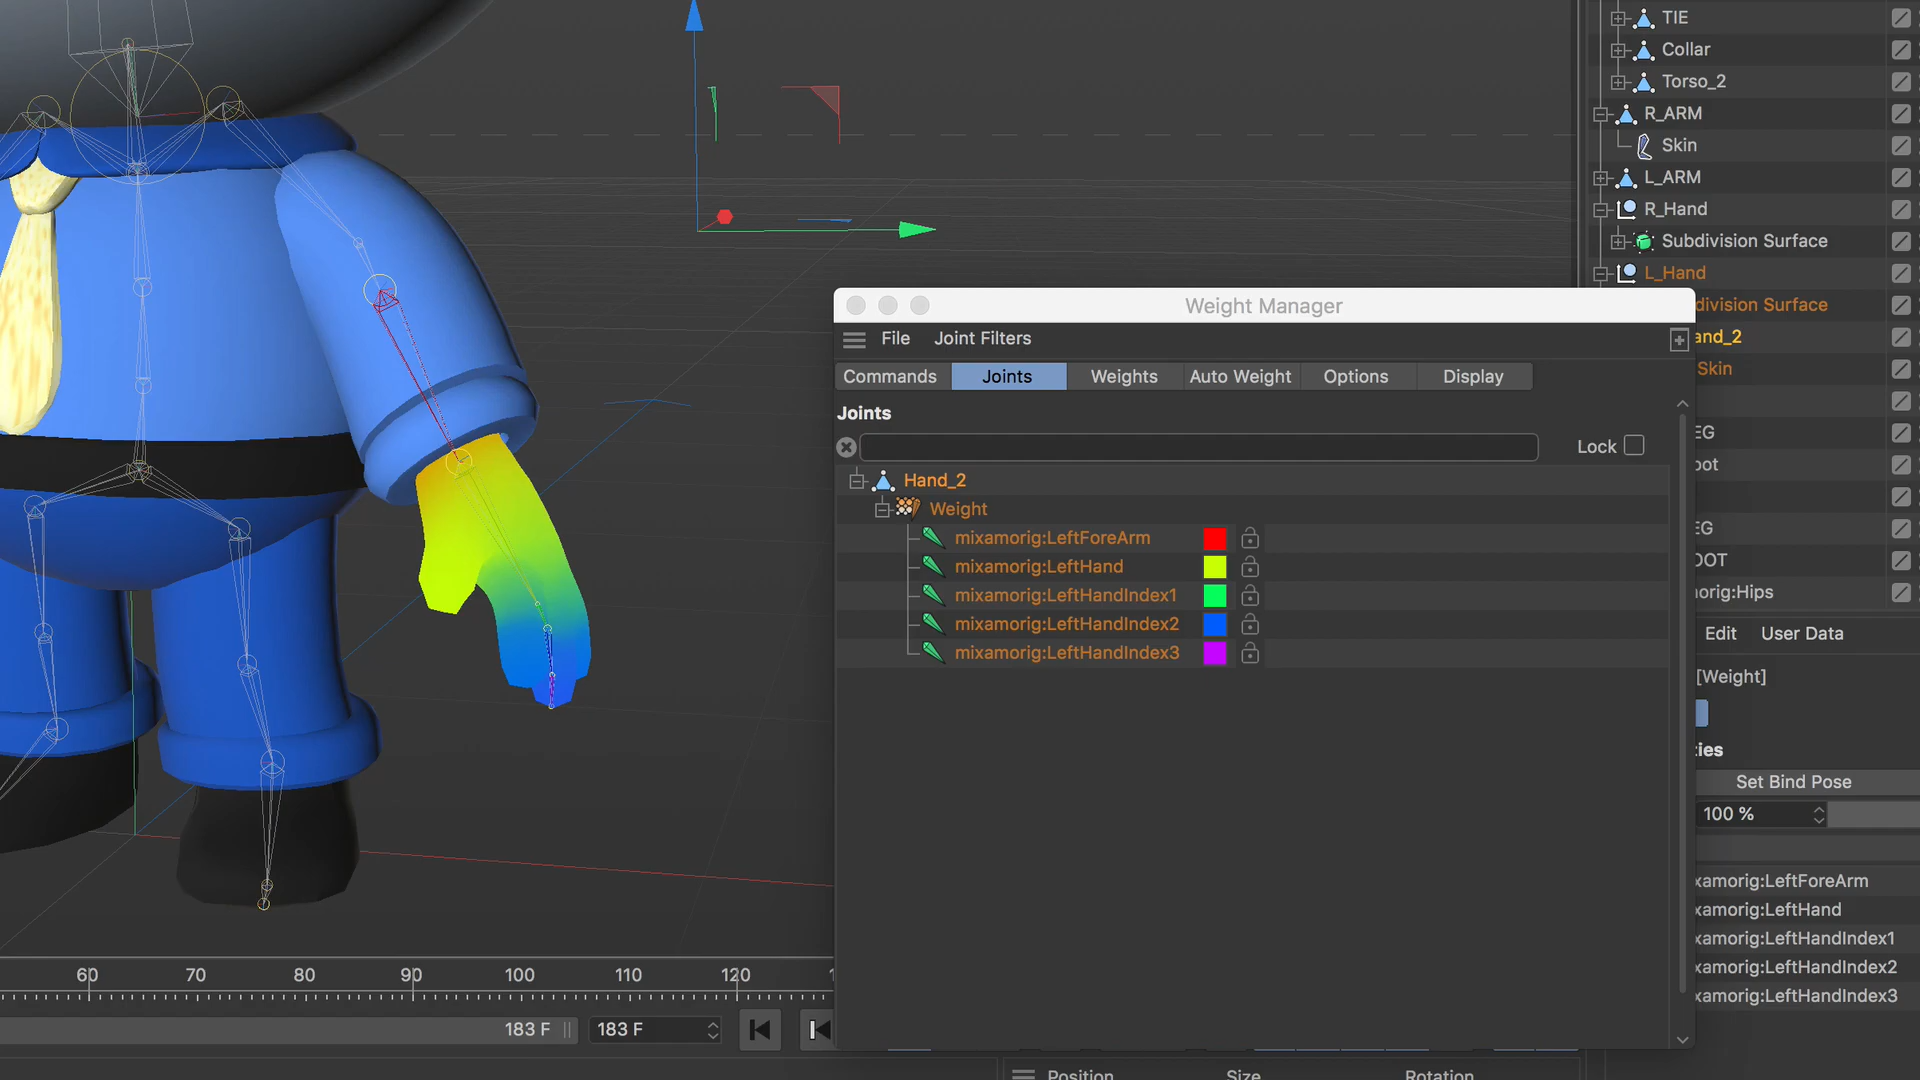 TIE
Collar
Torso_2
R_ARM
Skin
L_ARM
R_Hand
Subdivision Surface
L_Hand
division Surface
and_2
Skin
EG
oot
EG
OOT
norig:Hips
Weight Manager
File Joint Filters
Commands Joints Weights Auto Weight Options Display
Joints
Lock
Hand_2
Weight
mixamorig:LeftForeArm
mixamorig:LeftHand
mixamorig:LeftHandIndex1
mixamorig:LeftHandIndex2
mixamorig:LeftHandIndex3
Edit User Data
[Weight]
ties
Set Bind Pose
100 %
xamorig:LeftForeArm
xamorig:LeftHand
xamorig:LeftHandIndex1
xamorig:LeftHandIndex2
xamorig:LeftHandIndex3
60 70 80 90 100 110 120
183 F 183 F
Position Size Rotation